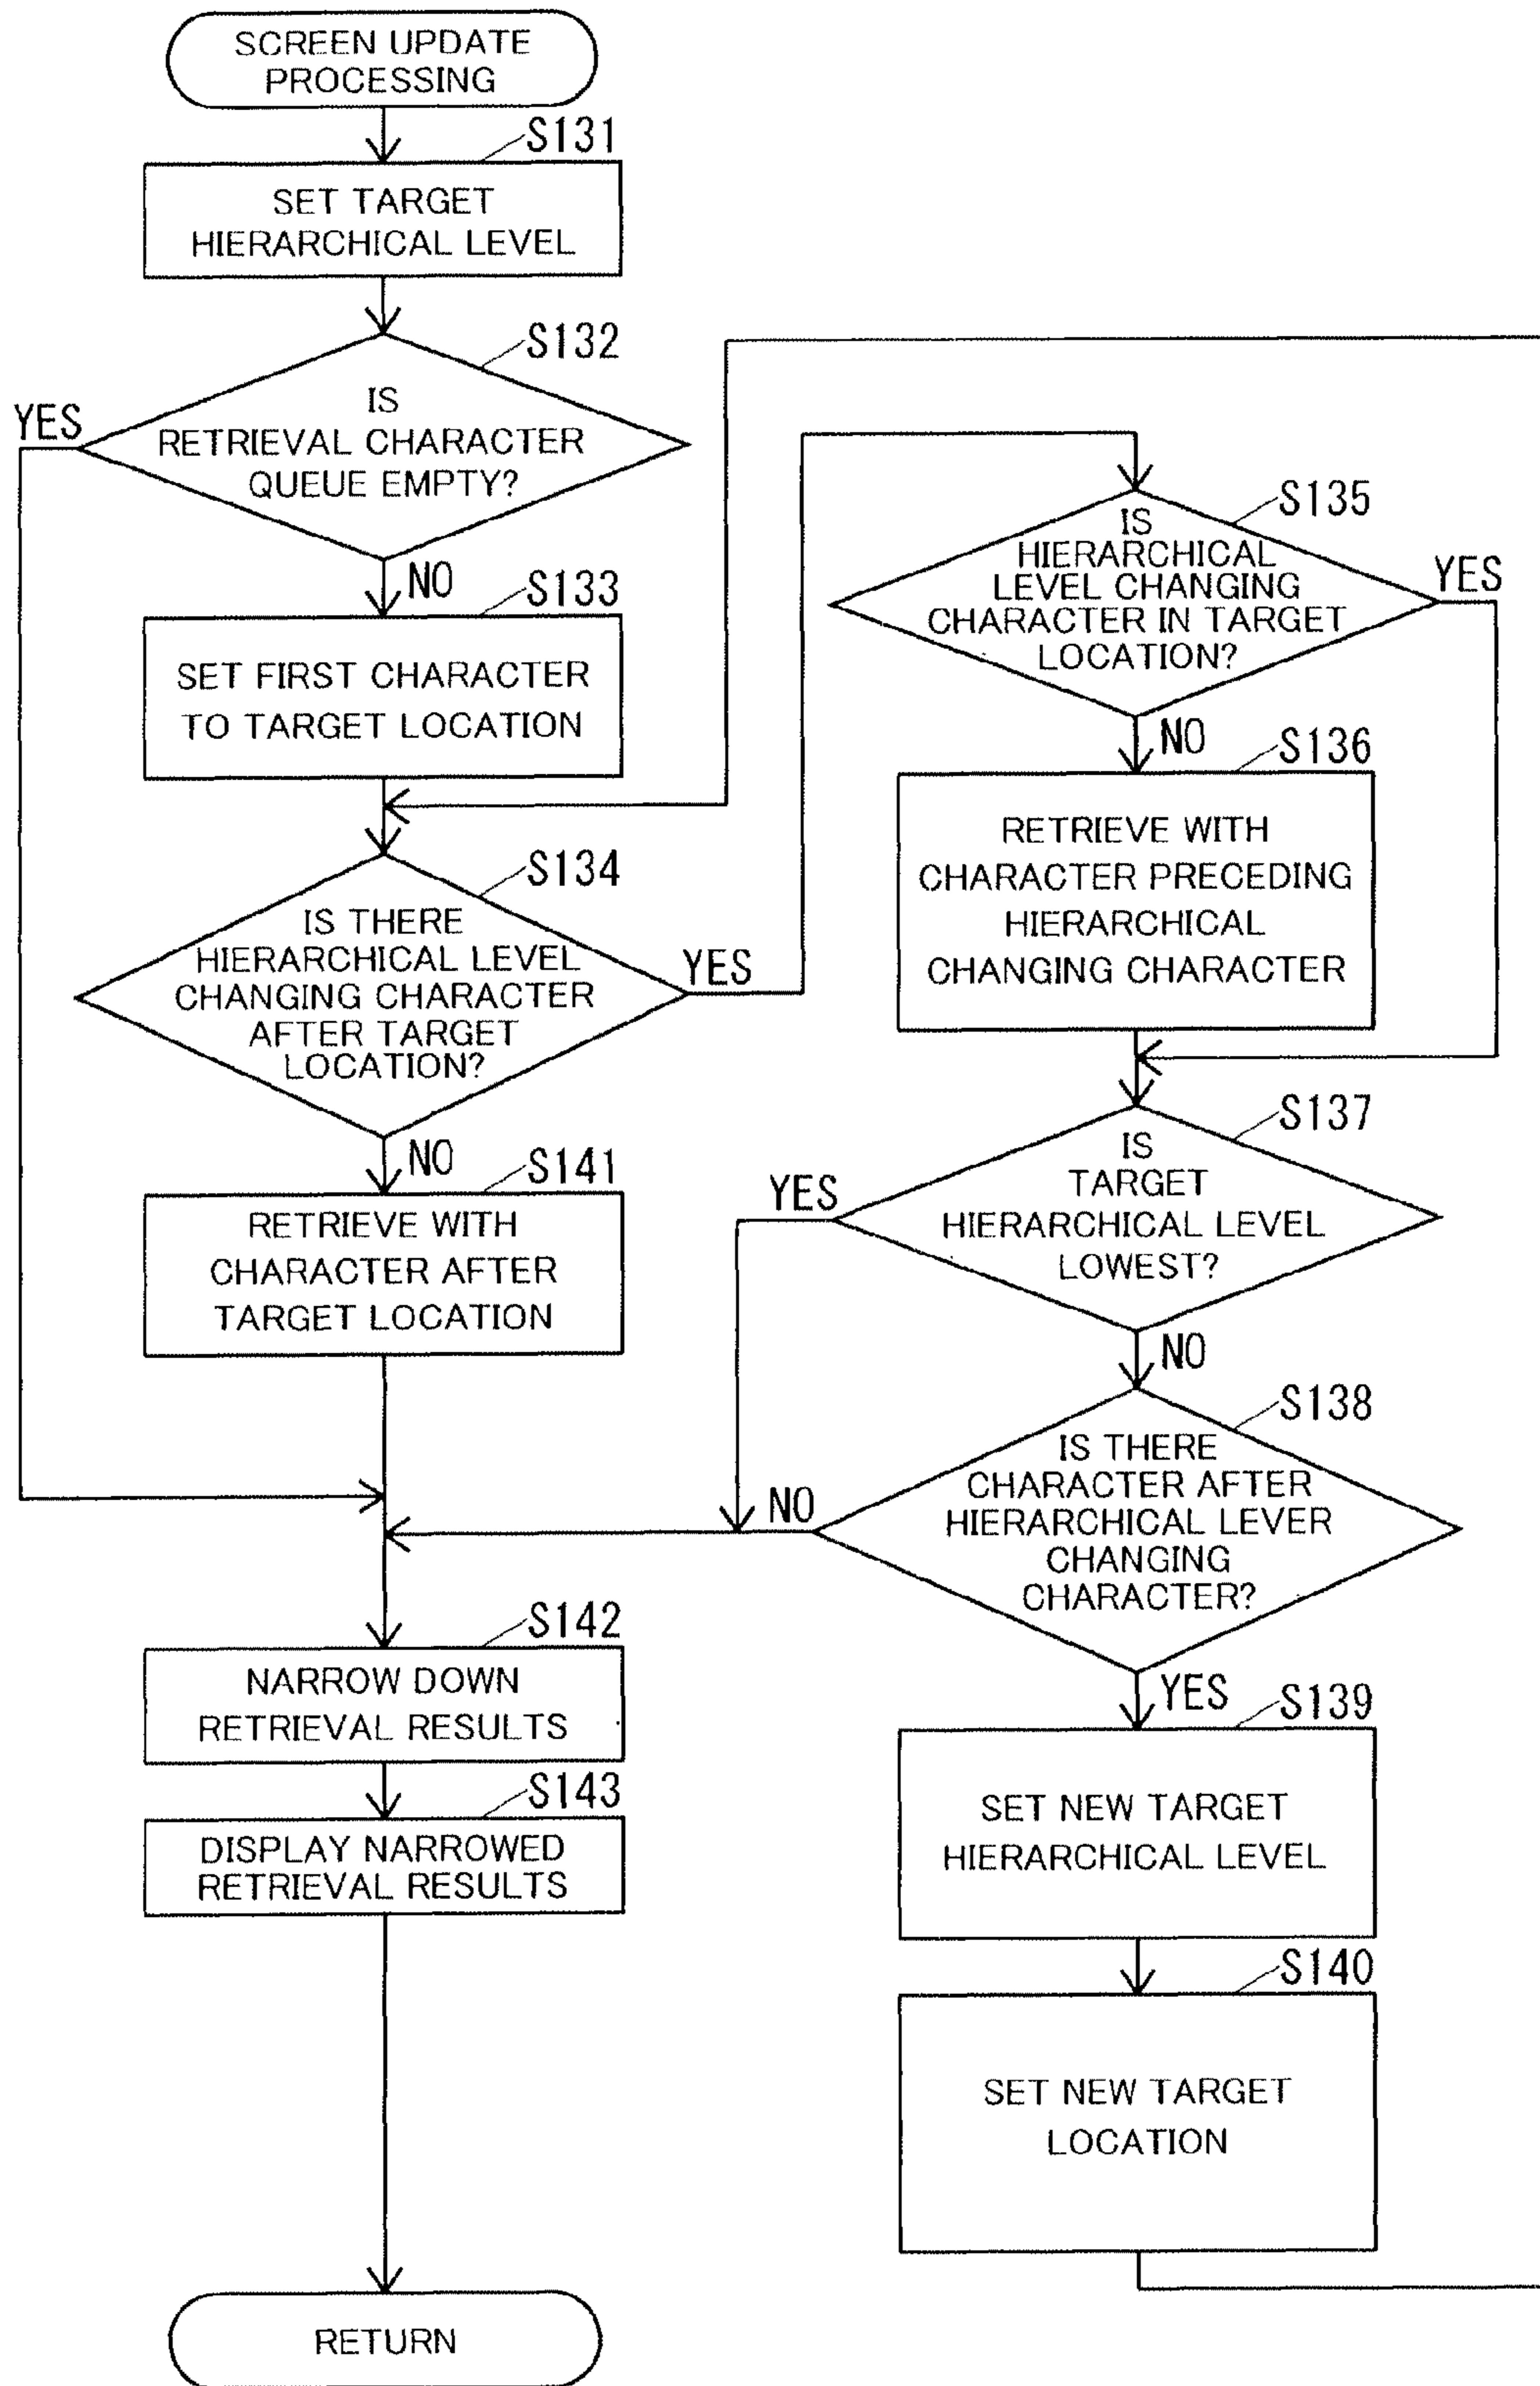 SCREEN UPDATE
PROCESSING
S131
SET TARGET
HIERARCHICAL LEVEL
S132
IS
RETRIEVAL CHARACTER
QUEUE EMPTY?
YES
NO
S133
SET FIRST CHARACTER
TO TARGET LOCATION
S134
IS THERE
HIERARCHICAL LEVEL
CHANGING CHARACTER
AFTER TARGET
LOCATION?
YES
NO
S141
RETRIEVE WITH
CHARACTER AFTER
TARGET LOCATION
S142
NARROW DOWN
RETRIEVAL RESULTS
S143
DISPLAY NARROWED
RETRIEVAL RESULTS
RETURN
S135
IS
HIERARCHICAL
LEVEL CHANGING
CHARACTER IN TARGET
LOCATION?
YES
NO
S136
RETRIEVE WITH
CHARACTER PRECEDING
HIERARCHICAL
CHANGING CHARACTER
S137
IS
TARGET
HIERARCHICAL LEVEL
LOWEST?
YES
NO
S138
IS THERE
CHARACTER AFTER
HIERARCHICAL LEVER
CHANGING
CHARACTER?
NO
YES
S139
SET NEW TARGET
HIERARCHICAL LEVEL
S140
SET NEW TARGET
LOCATION